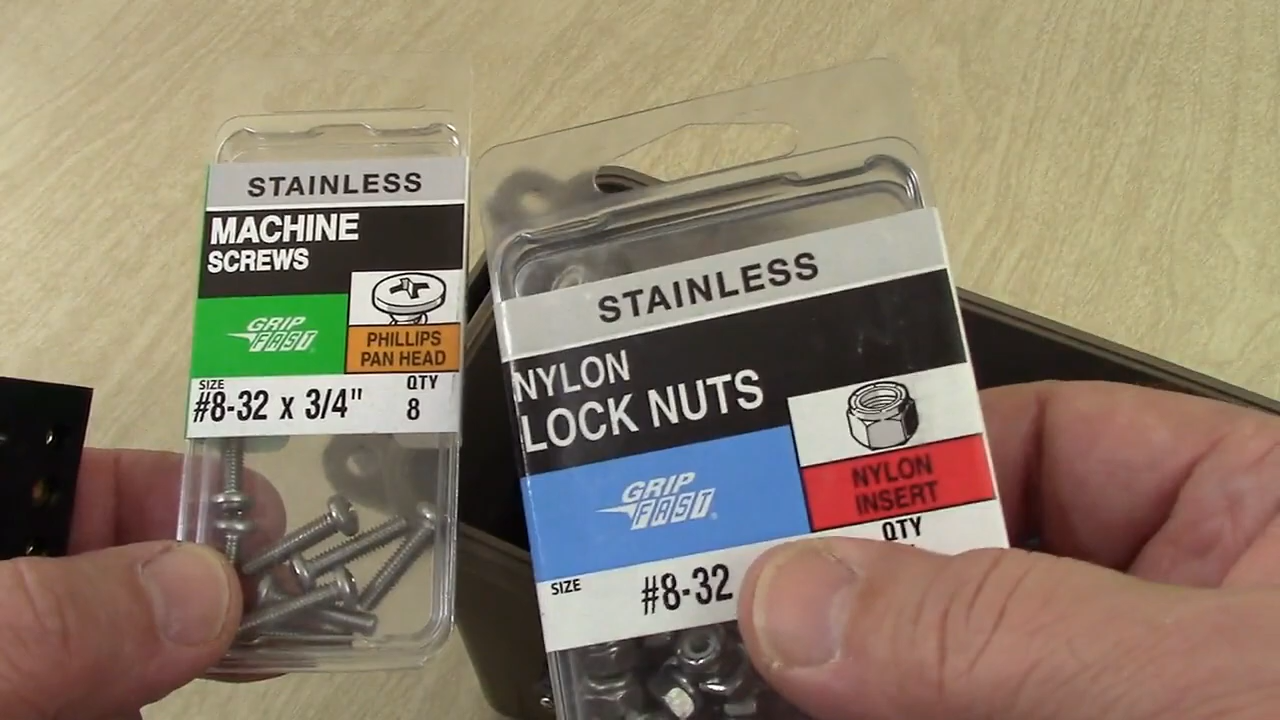 STAINLESS
MACHINE
SCREWS
GRIP
FAST
PHILLIPS
PAN HEAD
SIZE
QTY
#8-32 x 3/4"
8
STAINLESS
NYLON
LOCK NUTS
GRIP
FAST
NYLON
INSERT
QTY
SIZE
#8-32